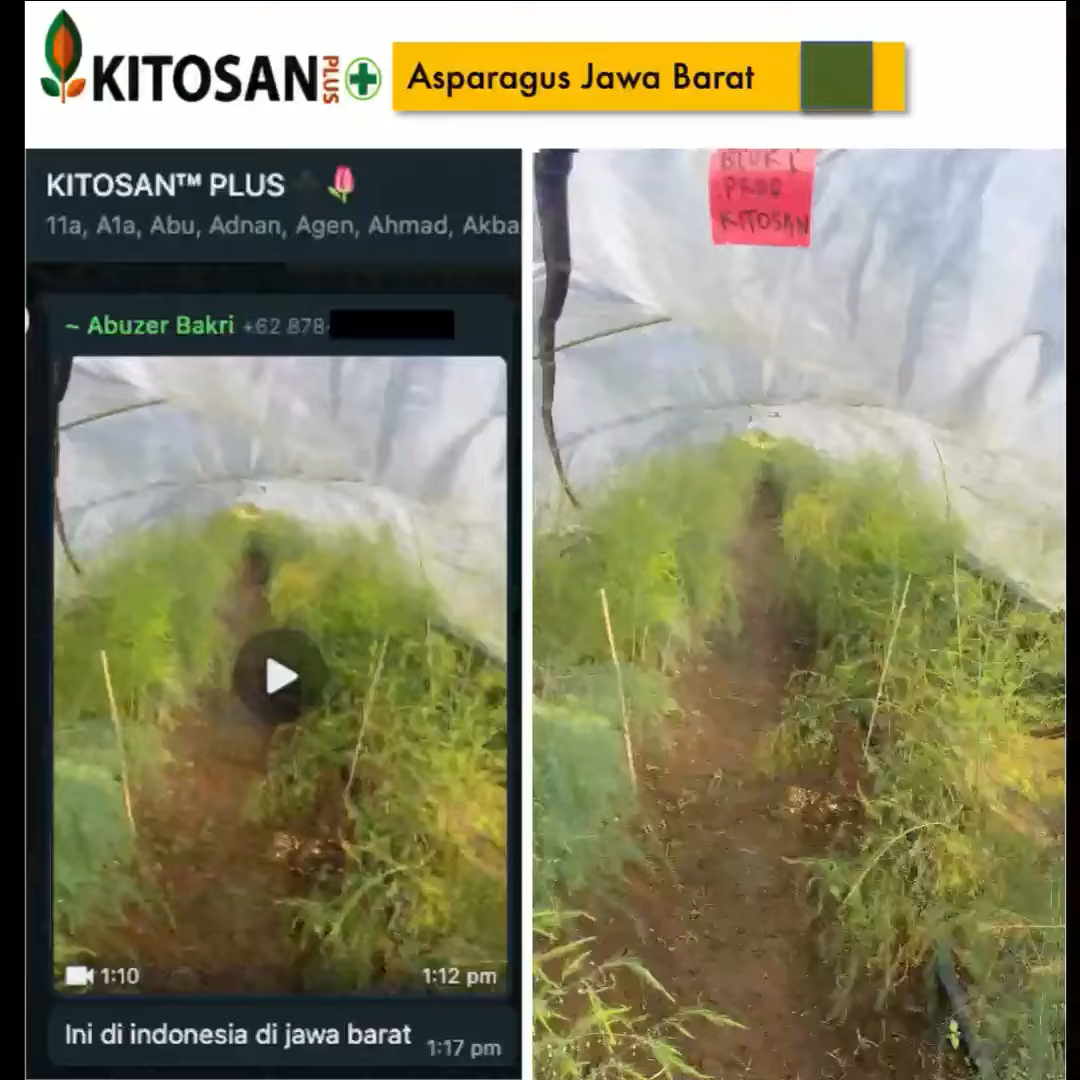 KITOSAN PLUS
Asparagus Jawa Barat
KITOSAN™ PLUS
11a, A1a, Abu, Adnan, Agen, Ahmad, Akba
~ Abuzer Bakri +62 878-
1:10
1:12 pm
Ini di indonesia di jawa barat 1:17 pm
KITOSAN